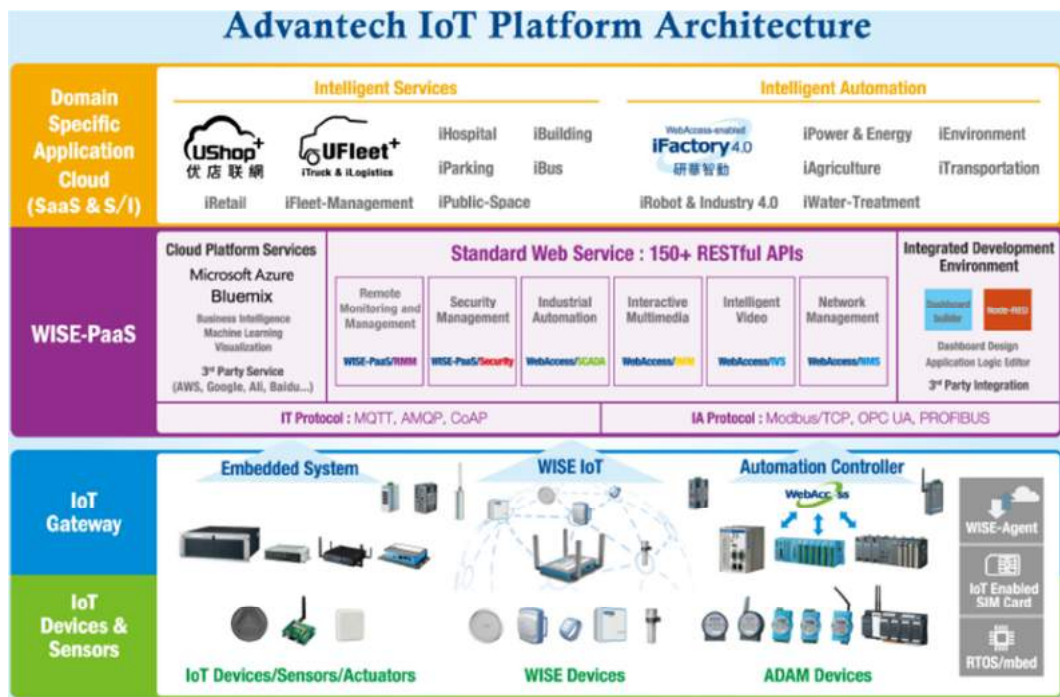 Advantech IoT Platform Architecture
Domain
Specific
Application
Cloud
(SaaS & S/I)
Intelligent Services
UShop+
优店联網
UFleet+
iTruck & iLogistics
iHospital
iBuilding
iParking
iBus
iRetail
iFleet-Management
iPublic-Space
Intelligent Automation
WebAccess-enabled
iFactory 4.0
研華智動
iPower & Energy
iEnvironment
iAgriculture
iTransportation
iRobot & Industry 4.0
iWater-Treatment
WISE-PaaS
Cloud Platform Services
Microsoft Azure
Bluemix
Business Intelligence
Machine Learning
Visualization
3rd Party Service
(AWS, Google, Ali, Baidu...)
Standard Web Service : 150+ RESTful APIs
Remote
Monitoring and
Management
WISE-PaaS/RMM
Security
Management
WISE-PaaS/Security
Industrial
Automation
WebAccess/SCADA
Interactive
Multimedia
WebAccess/IMM
Intelligent
Video
WebAccess/IVS
Network
Management
WebAccess/NMS
Integrated Development
Environment
Dashboard
builder
Node-RED
Dashboard Design
Application Logic Editor
3rd Party Integration
IT Protocol : MQTT, AMQP, CoAP
IA Protocol : Modbus/TCP, OPC UA, PROFIBUS
IoT
Gateway
Embedded System
WISE IoT
Automation Controller
WebAccess
WISE-Agent
IoT Enabled
SIM Card
RTOS/mbed
IoT
Devices &
Sensors
IoT Devices/Sensors/Actuators
WISE Devices
ADAM Devices